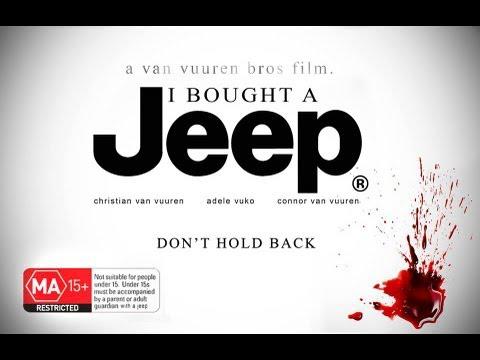 a van vuuren bros film.
I BOUGHT A
Jeep®
christian van vuuren adele vuko connor van vuuren
DON'T HOLD BACK
MA 15+
RESTRICTED
Not suitable for people
under 15. Under 15s
must be accompanied
by a parent or adult
guardian with a jeep